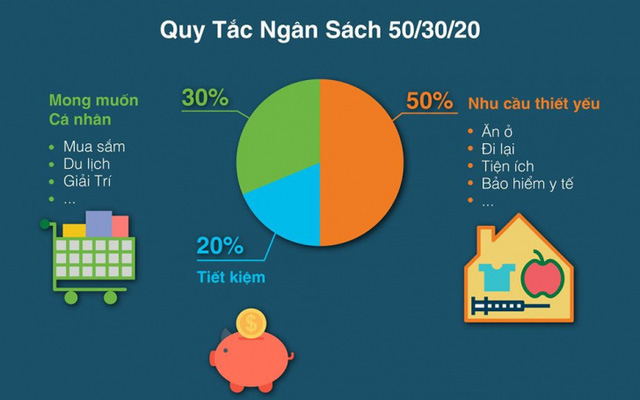 Quy Tắc Ngân Sách 50/30/20
Mong muốn
Cá nhân
• Mua sắm
• Du lịch
• Giải Trí
• ...
30%
50%
Nhu cầu thiết yếu
• Ăn ở
• Đi lại
• Tiện ích
• Bảo hiểm y tế
• ...
20%
Tiết kiệm
$